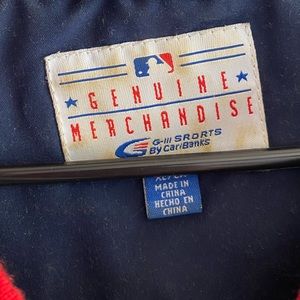 GENUINE
MERCHANDISE
G-III SPORTS
By Carl Banks
MADE IN
CHINA
HECHO EN
CHINA